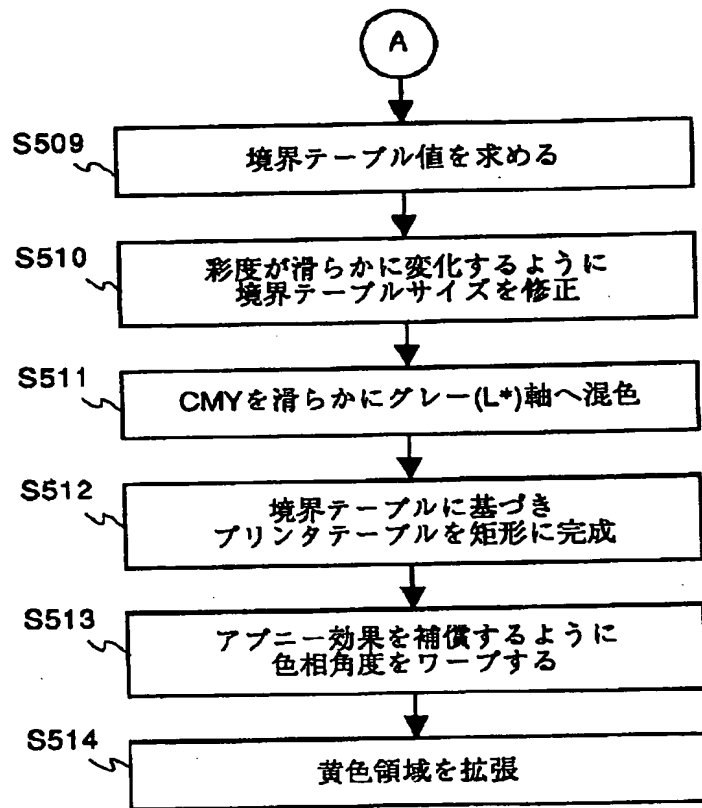 A
S509
境界テーブル値を求める
S510
彩度が滑らかに変化するように
境界テーブルサイズを修正
S511
CMYを滑らかにグレー(L*)軸へ混色
S512
境界テーブルに基づき
プリンタテーブルを矩形に完成
S513
アブニー効果を補償するように
色相角度をワープする
S514
黄色領域を拡張